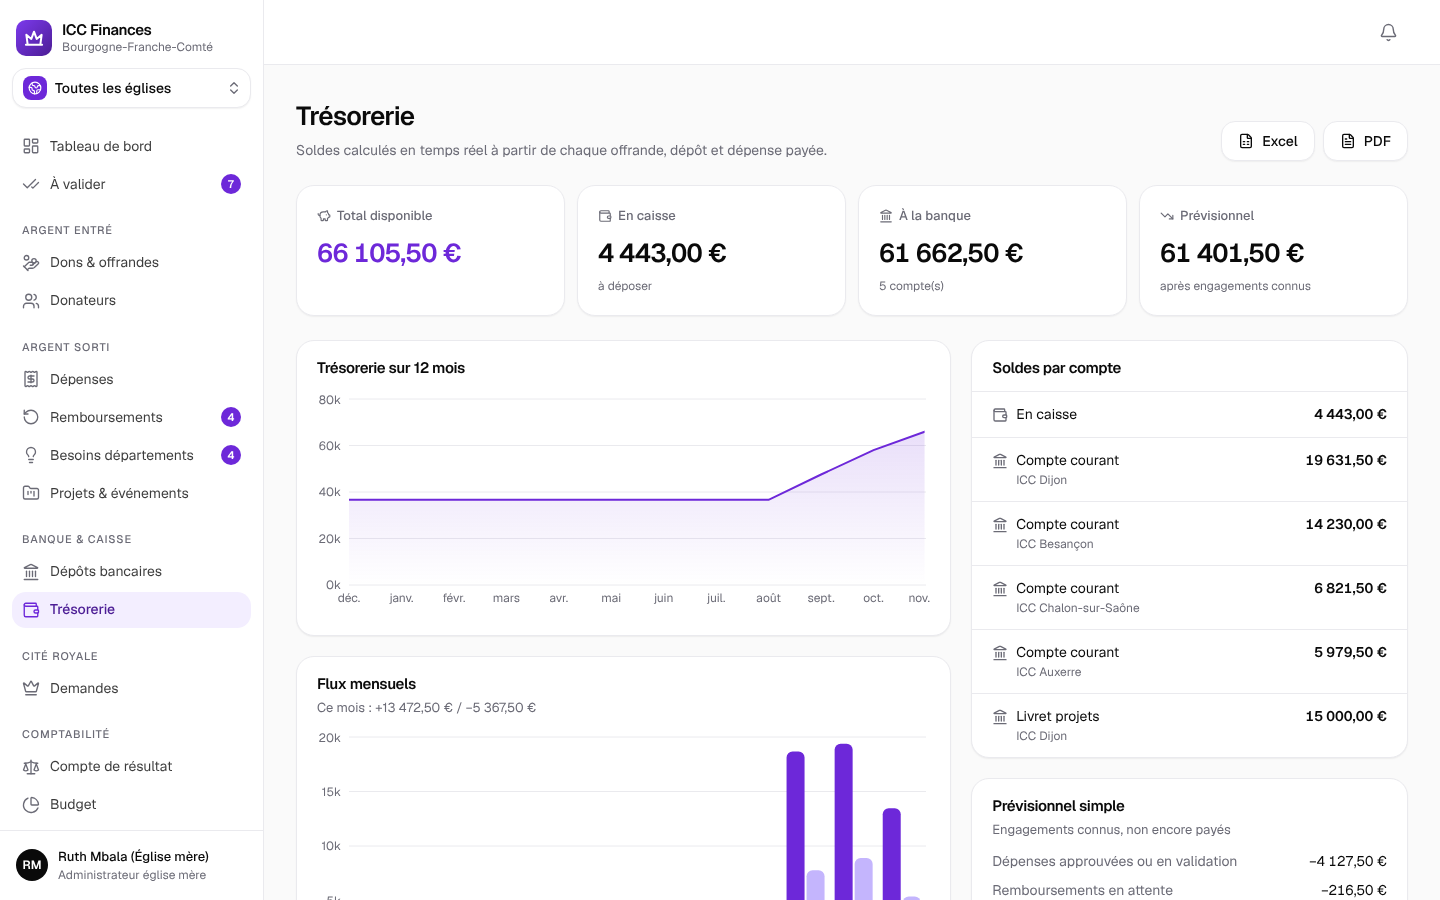 ICC Finances
Bourgogne-Franche-Comté
Toutes les églises
Tableau de bord
À valider 7
ARGENT ENTRÉ
Dons & offrandes
Donateurs
ARGENT SORTI
Dépenses
Remboursements 4
Besoins départements 4
Projets & événements
BANQUE & CAISSE
Dépôts bancaires
Trésorerie
CITÉ ROYALE
Demandes
COMPTABILITÉ
Compte de résultat
Budget
RM
Ruth Mbala (Église mère)
Administrateur église mère
Trésorerie
Soldes calculés en temps réel à partir de chaque offrande, dépôt et dépense payée.
Excel
PDF
Total disponible
66 105,50 €
En caisse
4 443,00 €
à déposer
À la banque
61 662,50 €
5 compte(s)
Prévisionnel
61 401,50 €
après engagements connus
Trésorerie sur 12 mois
80k
60k
40k
20k
0k
déc. janv. févr. mars avr. mai juin juil. août sept. oct. nov.
Flux mensuels
Ce mois : +13 472,50 € / −5 367,50 €
20k
15k
10k
5k
Soldes par compte
En caisse 4 443,00 €
Compte courant 19 631,50 €
ICC Dijon
Compte courant 14 230,00 €
ICC Besançon
Compte courant 6 821,50 €
ICC Chalon-sur-Saône
Compte courant 5 979,50 €
ICC Auxerre
Livret projets 15 000,00 €
ICC Dijon
Prévisionnel simple
Engagements connus, non encore payés
Dépenses approuvées ou en validation −4 127,50 €
Remboursements en attente −216,50 €